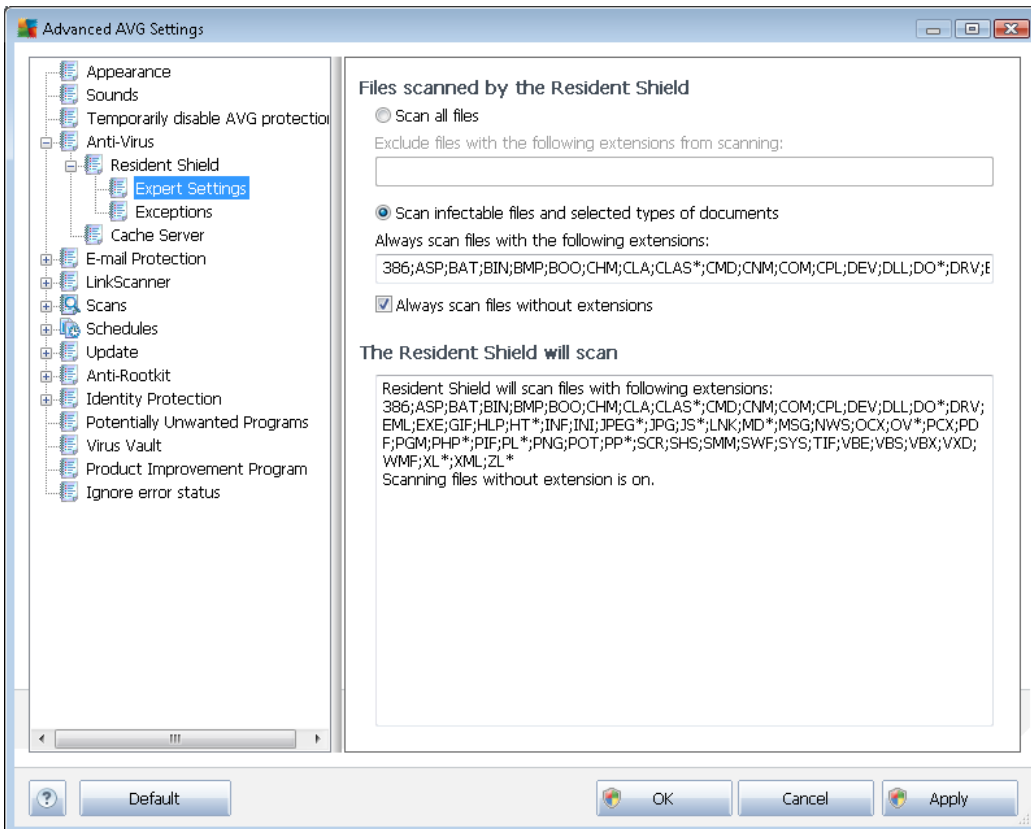 Advanced AVG Settings
Appearance
Sounds
Temporarily disable AVG protection
Anti-Virus
Resident Shield
Expert Settings
Exceptions
Cache Server
E-mail Protection
LinkScanner
Scans
Schedules
Update
Anti-Rootkit
Identity Protection
Potentially Unwanted Programs
Virus Vault
Product Improvement Program
Ignore error status
Files scanned by the Resident Shield
Scan all files
Exclude files with the following extensions from scanning:
Scan infectable files and selected types of documents
Always scan files with the following extensions:
386;ASP;BAT;BIN;BMP;BOO;CHM;CLA;CLAS*;CMD;CNM;COM;CPL;DEV;DLL;DO*;DRV;E
Always scan files without extensions
The Resident Shield will scan
Resident Shield will scan files with following extensions:
386;ASP;BAT;BIN;BMP;BOO;CHM;CLA;CLAS*;CMD;CNM;COM;CPL;DEV;DLL;DO*;DRV;
EML;EXE;GIF;HLP;HT*;INF;INI;JPEG*;JPG;JS*;LNK;MD*;MSG;NWS;OCX;OV*;PCX;PD
F;PGM;PHP*;PIF;PL*;PNG;POT;PP*;SCR;SHS;SMM;SWF;SYS;TIF;VBE;VBS;VBX;VXD;
WMF;XL*;XML;ZL*
Scanning files without extension is on.
?
Default
OK
Cancel
Apply